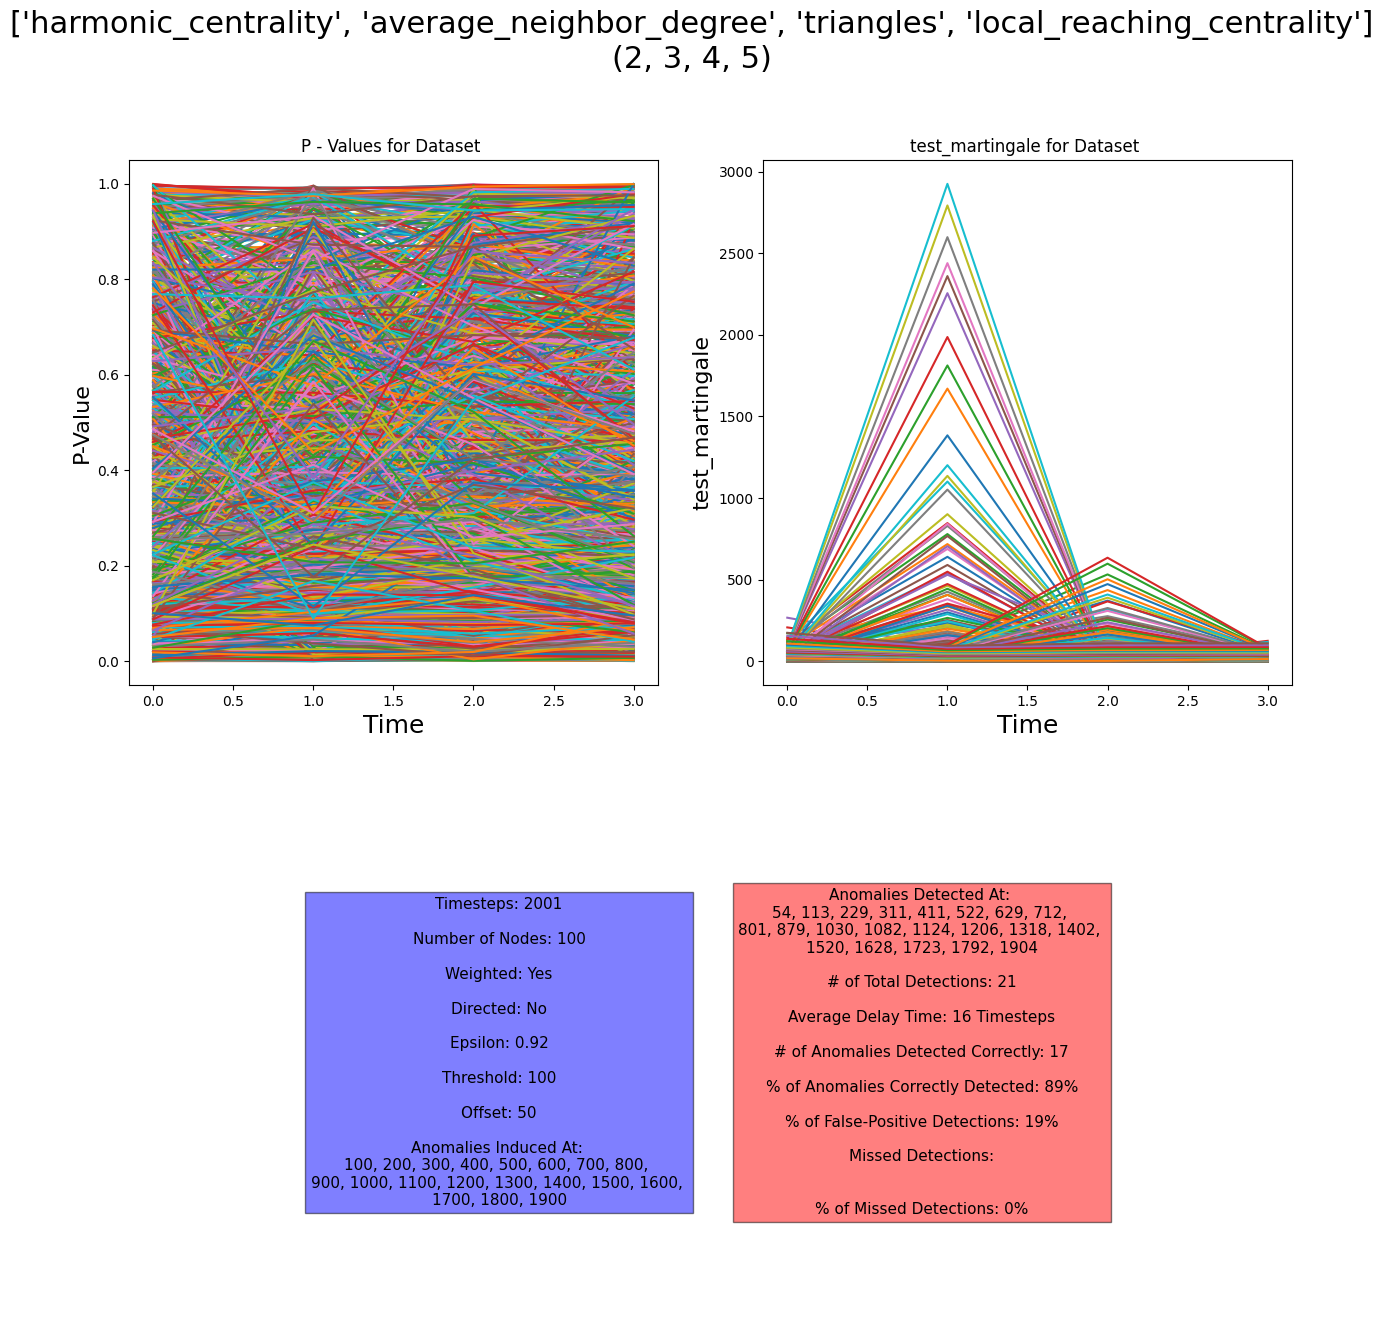 ['harmonic_centrality', 'average_neighbor_degree', 'triangles', 'local_reaching_centrality']
(2, 3, 4, 5)
P - Values for Dataset
1.0
0.8
0.6
0.4
0.2
0.0
P-Value
0.0 0.5 1.0 1.5 2.0 2.5 3.0
Time
test_martingale for Dataset
3000
2500
2000
1500
1000
500
0
test_martingale
0.0 0.5 1.0 1.5 2.0 2.5 3.0
Time
Timesteps: 2001
Number of Nodes: 100
Weighted: Yes
Directed: No
Epsilon: 0.92
Threshold: 100
Offset: 50
Anomalies Induced At:
100, 200, 300, 400, 500, 600, 700, 800,
900, 1000, 1100, 1200, 1300, 1400, 1500, 1600,
1700, 1800, 1900
Anomalies Detected At:
54, 113, 229, 311, 411, 522, 629, 712,
801, 879, 1030, 1082, 1124, 1206, 1318, 1402,
1520, 1628, 1723, 1792, 1904
# of Total Detections: 21
Average Delay Time: 16 Timesteps
# of Anomalies Detected Correctly: 17
% of Anomalies Correctly Detected: 89%
% of False-Positive Detections: 19%
Missed Detections:
% of Missed Detections: 0%